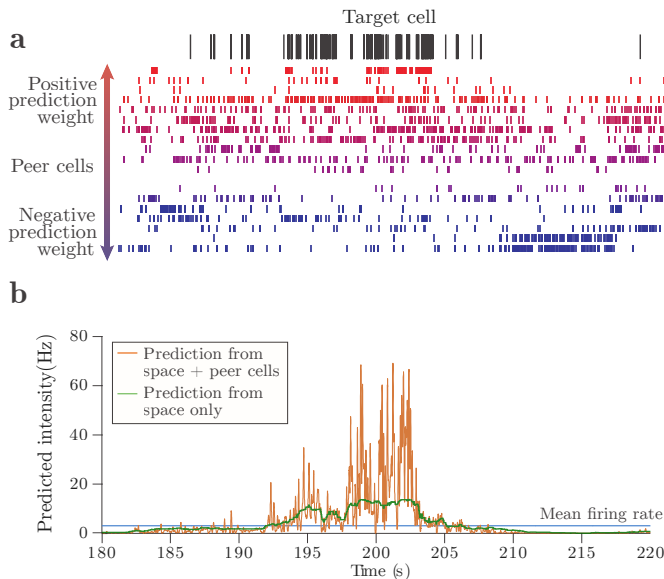 Target cell
a
Positive
prediction
weight
Peer cells
Negative
prediction
weight
b
Predicted intensity(Hz)
80
60
40
20
0
Prediction from
space + peer cells
Prediction from
space only
Mean firing rate
180 185 190 195 200 205 210 215 220
Time (s)